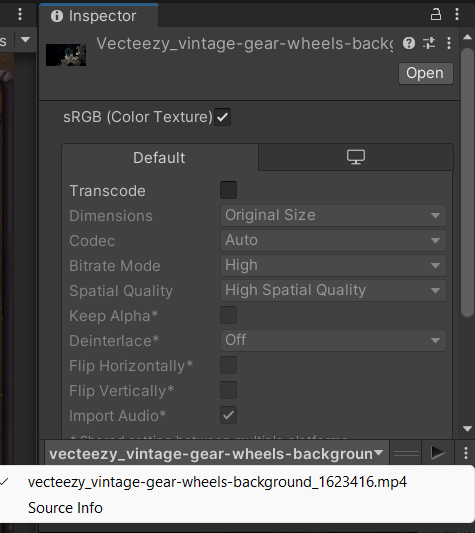 Inspector
s
Vecteezy_vintage-gear-wheels-backg
Open
sRGB (Color Texture)
Default
Transcode
Dimensions Original Size
Codec Auto
Bitrate Mode High
Spatial Quality High Spatial Quality
Keep Alpha*
Deinterlace* Off
Flip Horizontally*
Flip Vertically*
Import Audio*
* Shared setting between multiple platforms
vecteezy_vintage-gear-wheels-backgroun
vecteezy_vintage-gear-wheels-background_1623416.mp4
Source Info